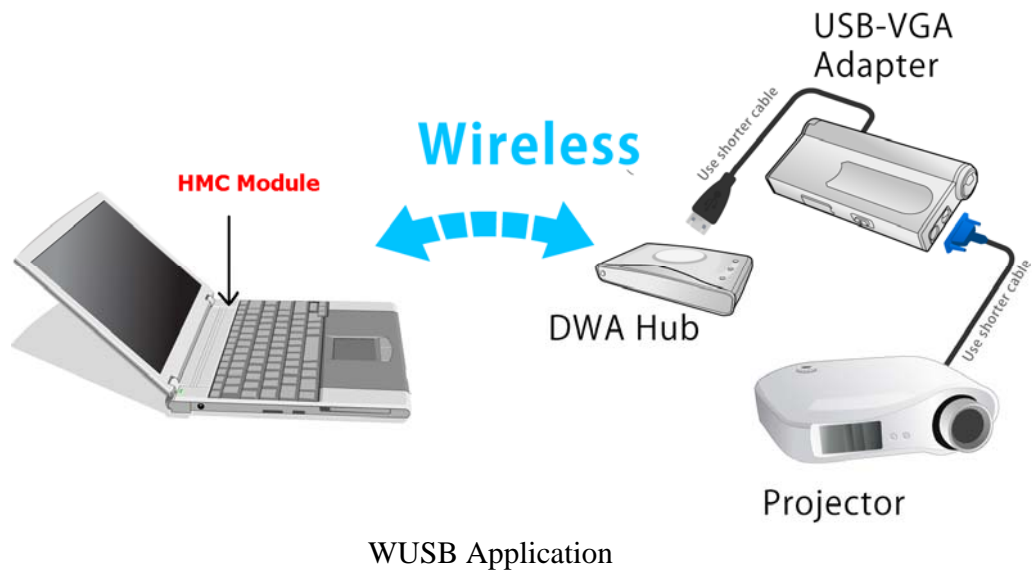 USB-VGA
Adapter
Use shorter cable
Wireless
HMC Module
DWA Hub
Use shorter cable
Projector
WUSB Application